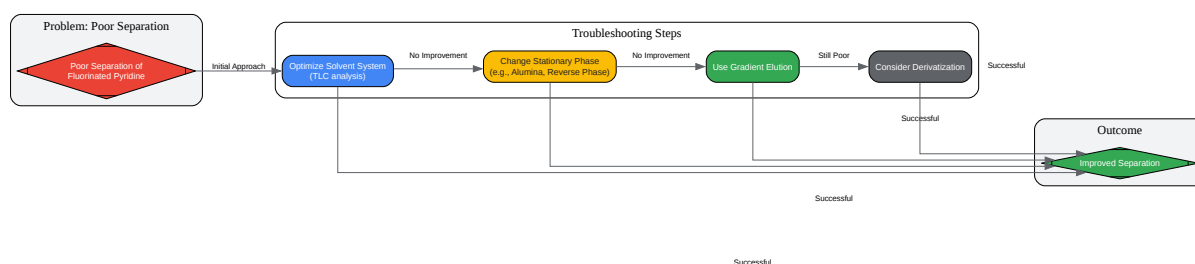 Problem: Poor Separation
Poor Separation of
Fluorinated Pyridine
Initial Approach
Troubleshooting Steps
Optimize Solvent System
(TLC analysis)
No Improvement
Change Stationary Phase
(e.g., Alumina, Reverse Phase)
No Improvement
Use Gradient Elution
Still Poor
Consider Derivatization
Successful
Successful
Outcome
Improved Separation
Successful
Successful